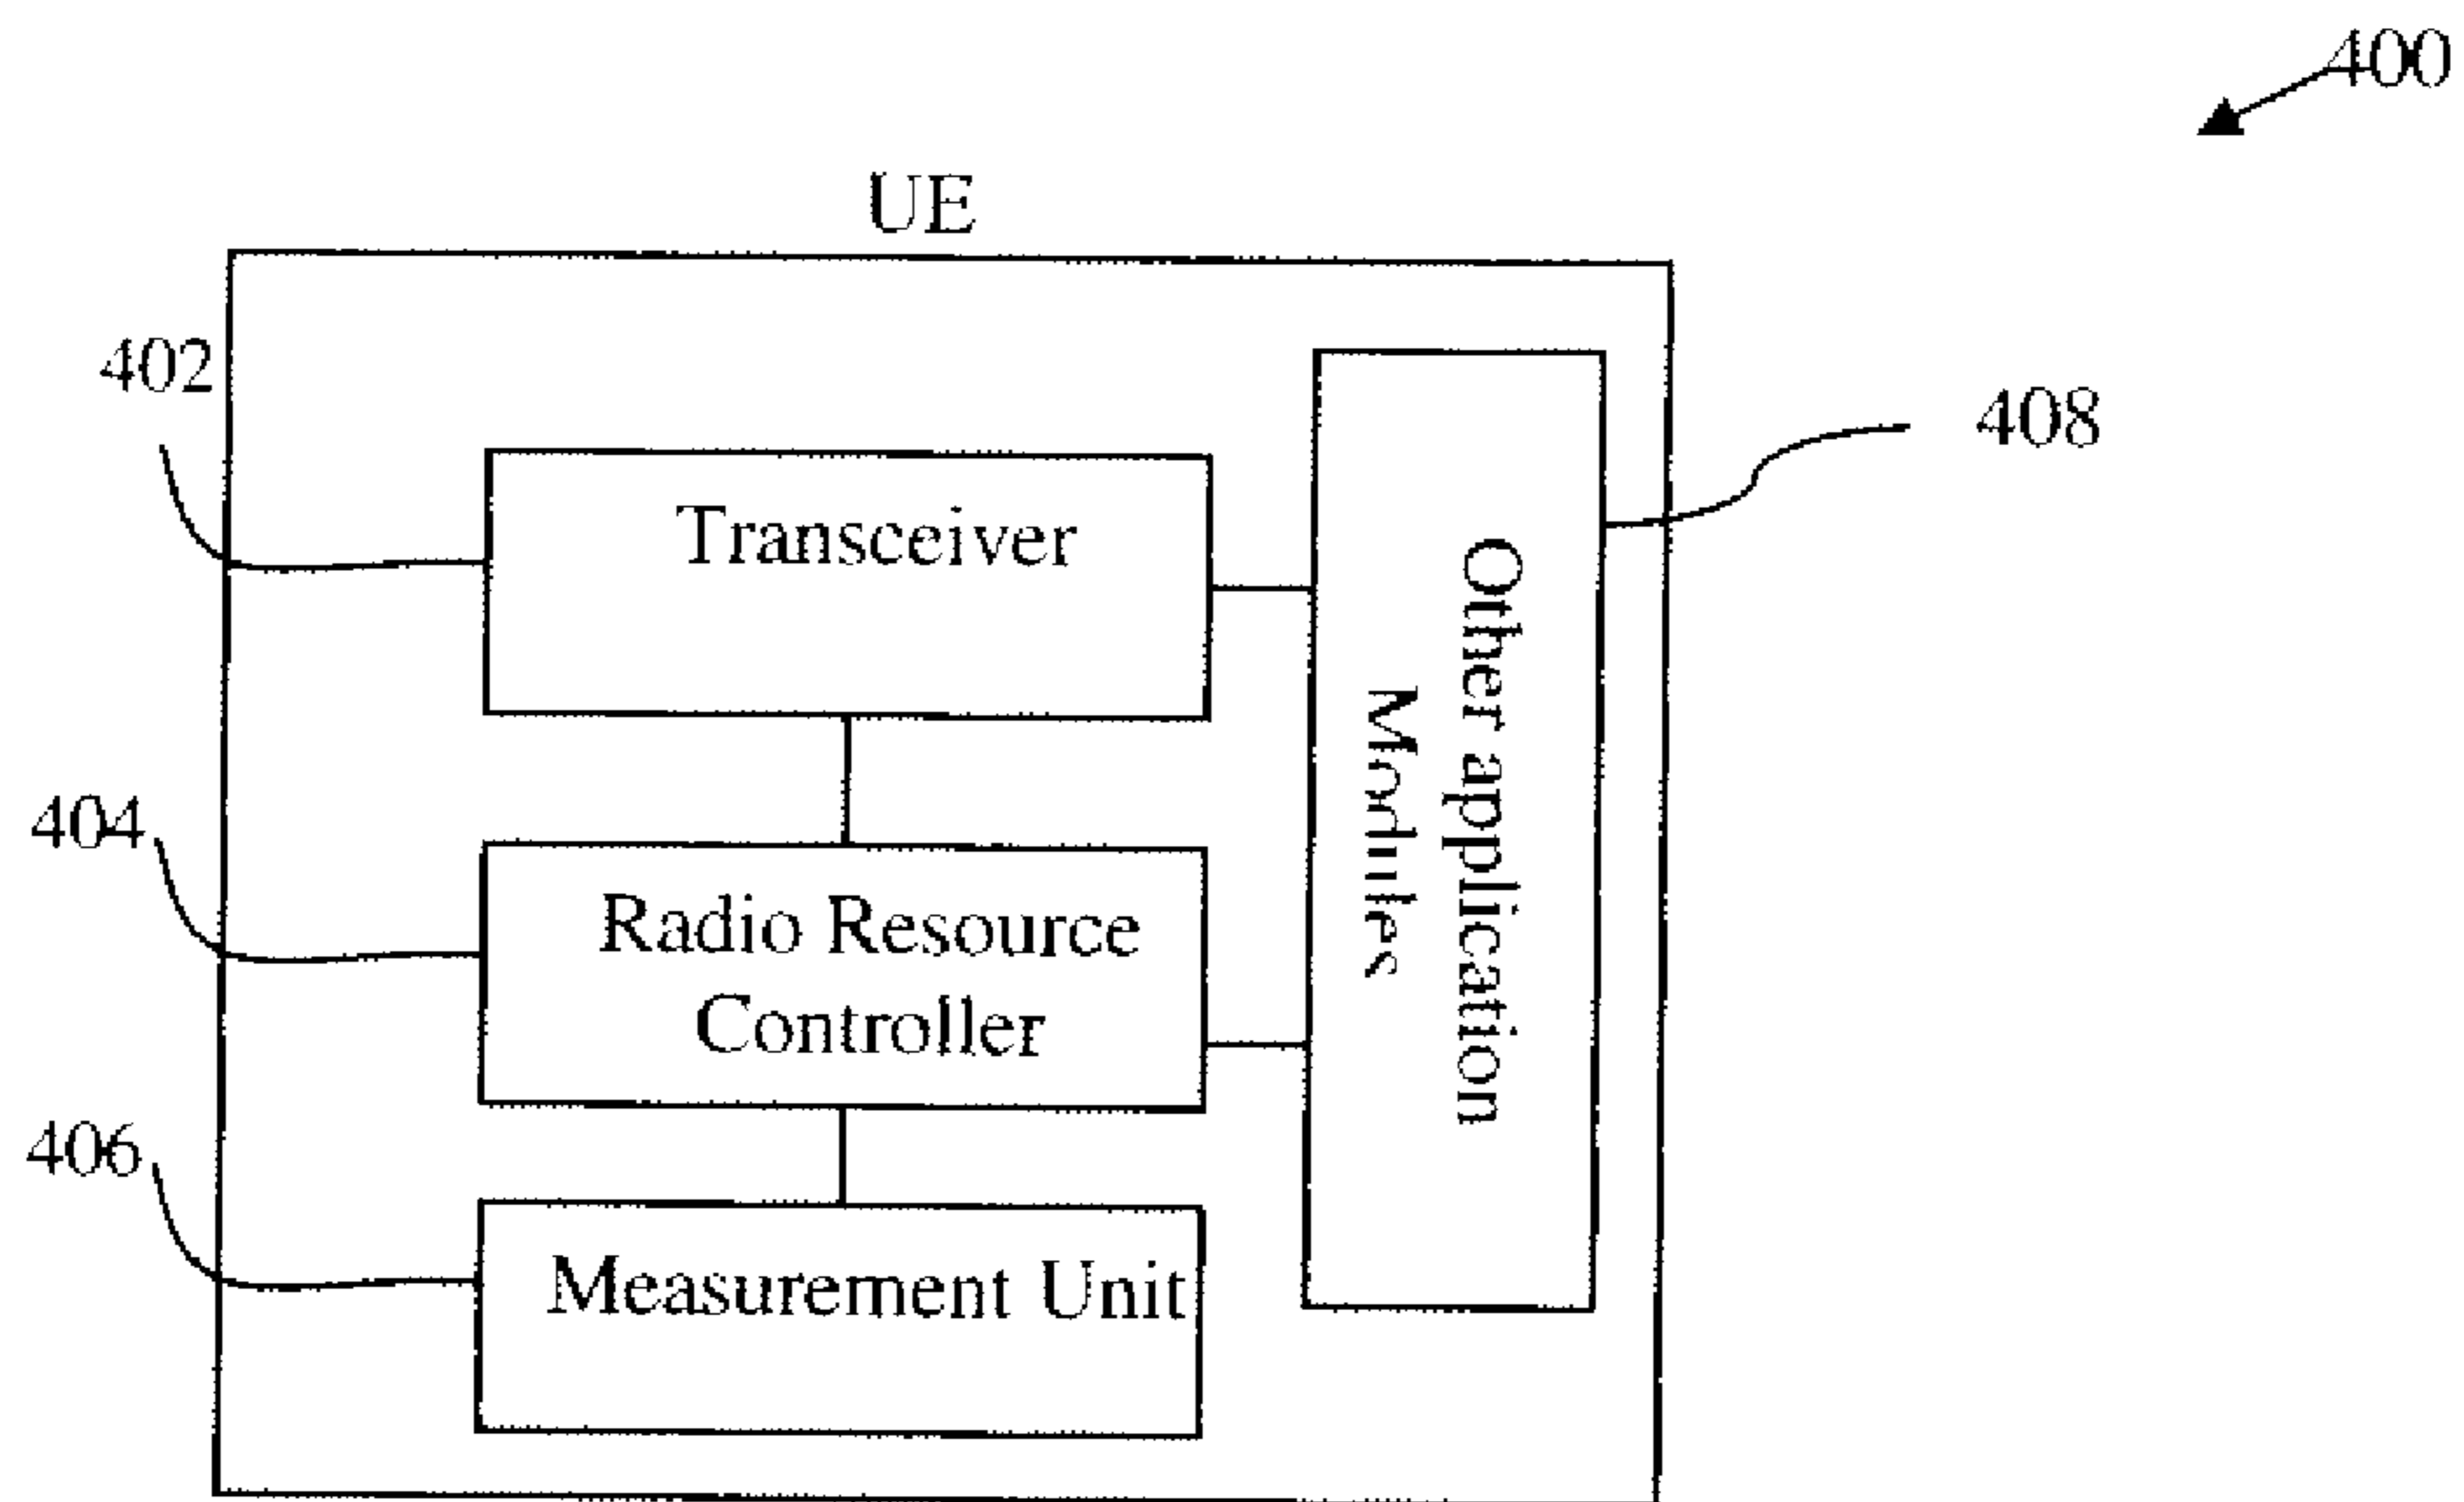 400
UE
402
408
Transceiver
Other application
Modules
404
Radio Resource
Controller
406
Measurement Unit